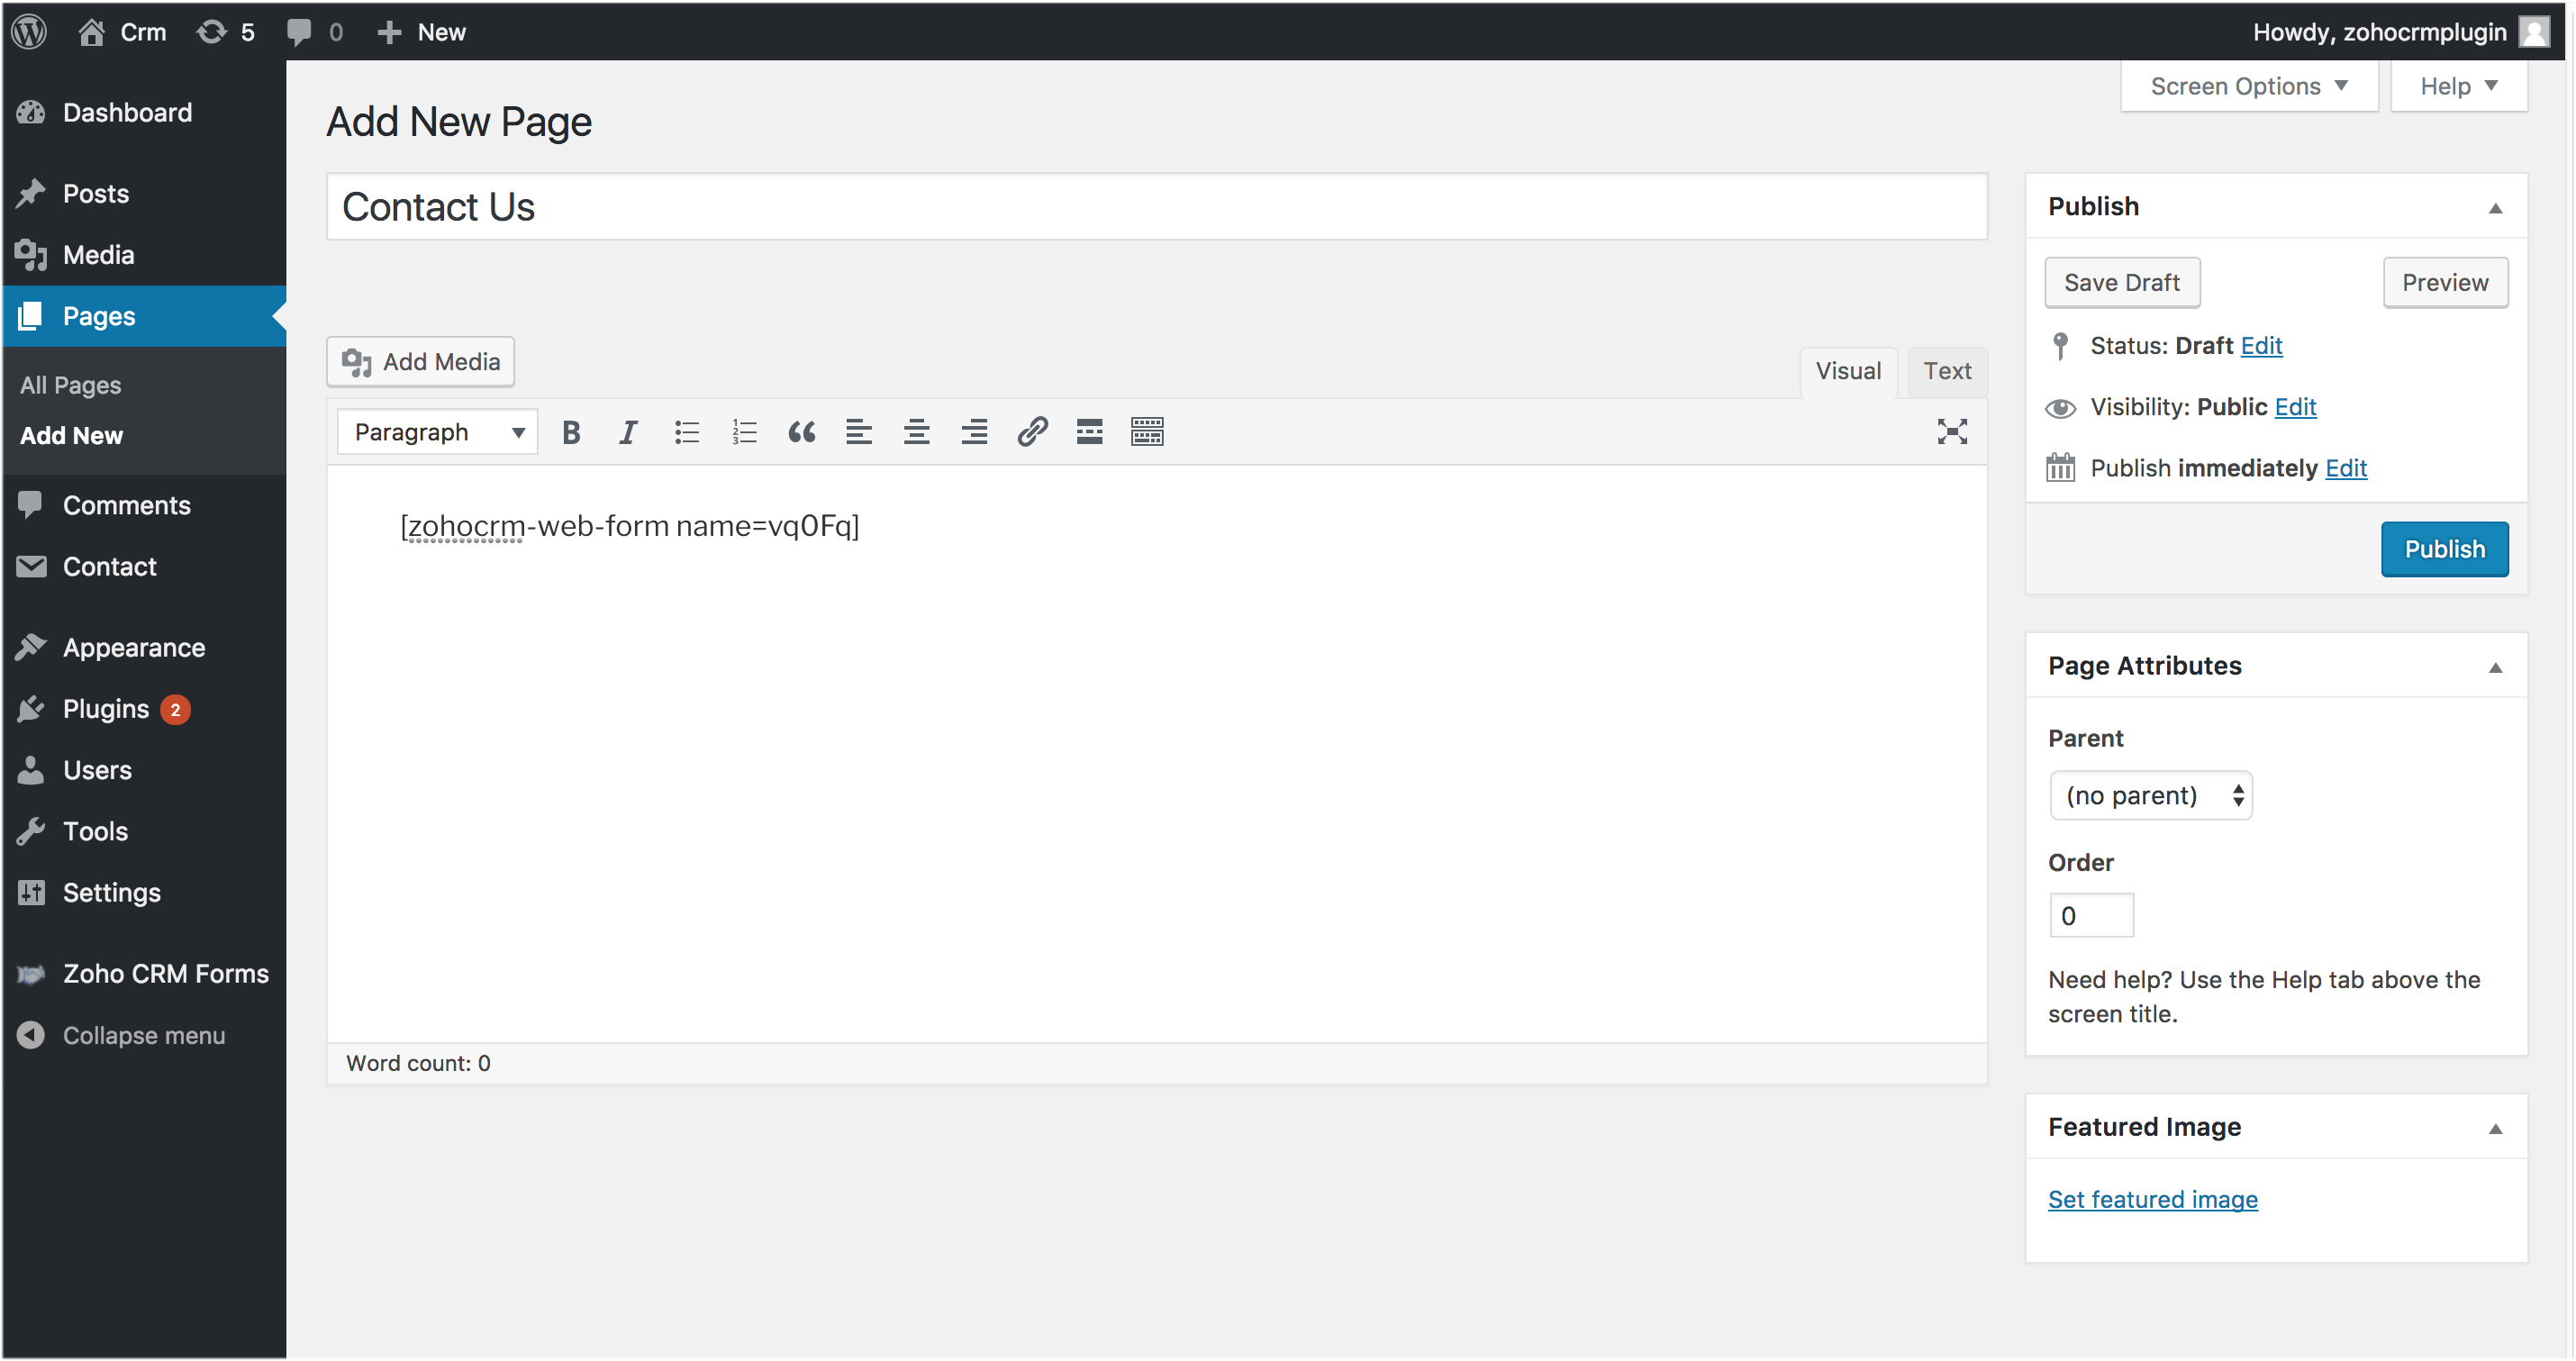 Crm 5 0 New Howdy, zohocrmplugin
Screen Options Help
Dashboard
Posts
Media
Pages
All Pages
Add New
Comments
Contact
Appearance
Plugins 2
Users
Tools
Settings
Zoho CRM Forms
Collapse menu
Add New Page
Contact Us
Add Media
Visual Text
Paragraph
[zohocrm-web-form name=vq0Fq]
Word count: 0
Publish
Save Draft Preview
Status: Draft Edit
Visibility: Public Edit
Publish immediately Edit
Publish
Page Attributes
Parent
(no parent)
Order
0
Need help? Use the Help tab above the
screen title.
Featured Image
Set featured image